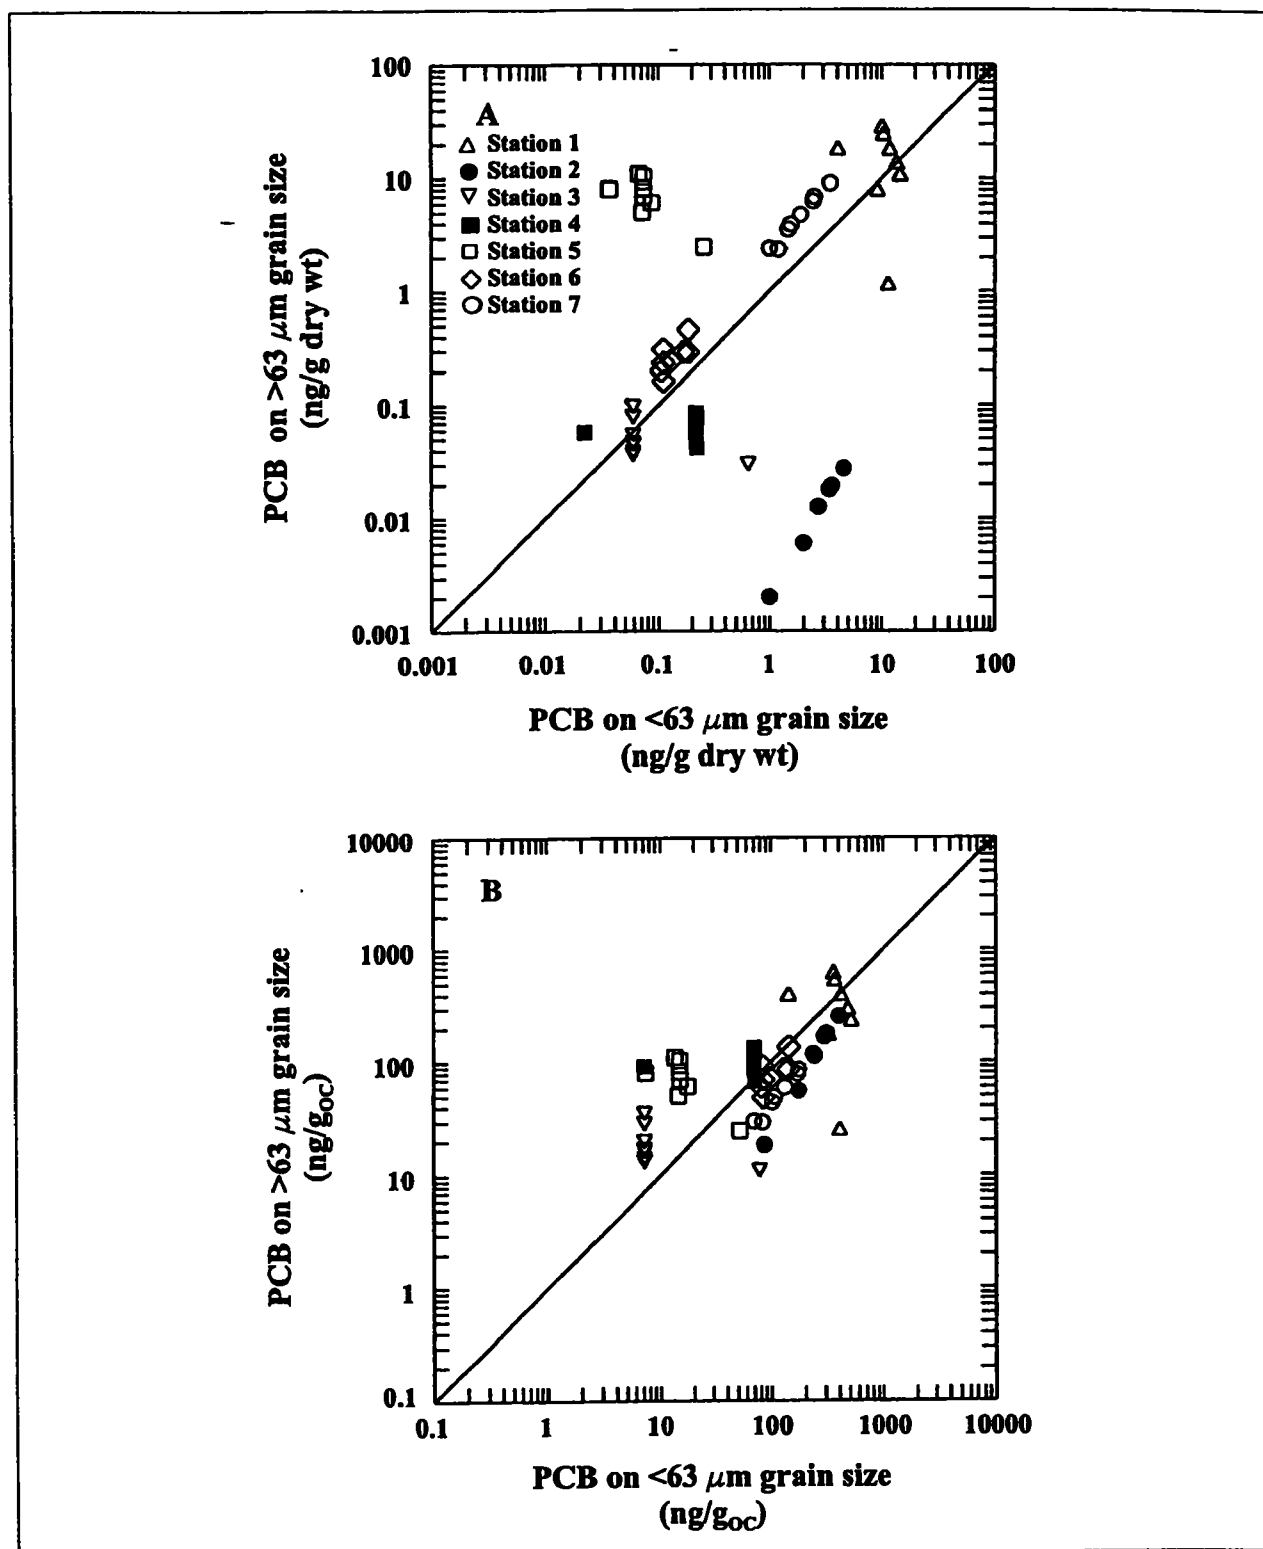 100
10
1
0.1
0.01
0.001
PCB on >63 μm grain size
(ng/g dry wt)
A
Station 1
Station 2
Station 3
Station 4
Station 5
Station 6
Station 7
0.001 0.01 0.1 1 10 100
PCB on <63 μm grain size
(ng/g dry wt)
10000
1000
100
10
1
0.1
PCB on >63 μm grain size
(ng/gOC)
B
0.1 1 10 100 1000 10000
PCB on <63 μm grain size
(ng/gOC)